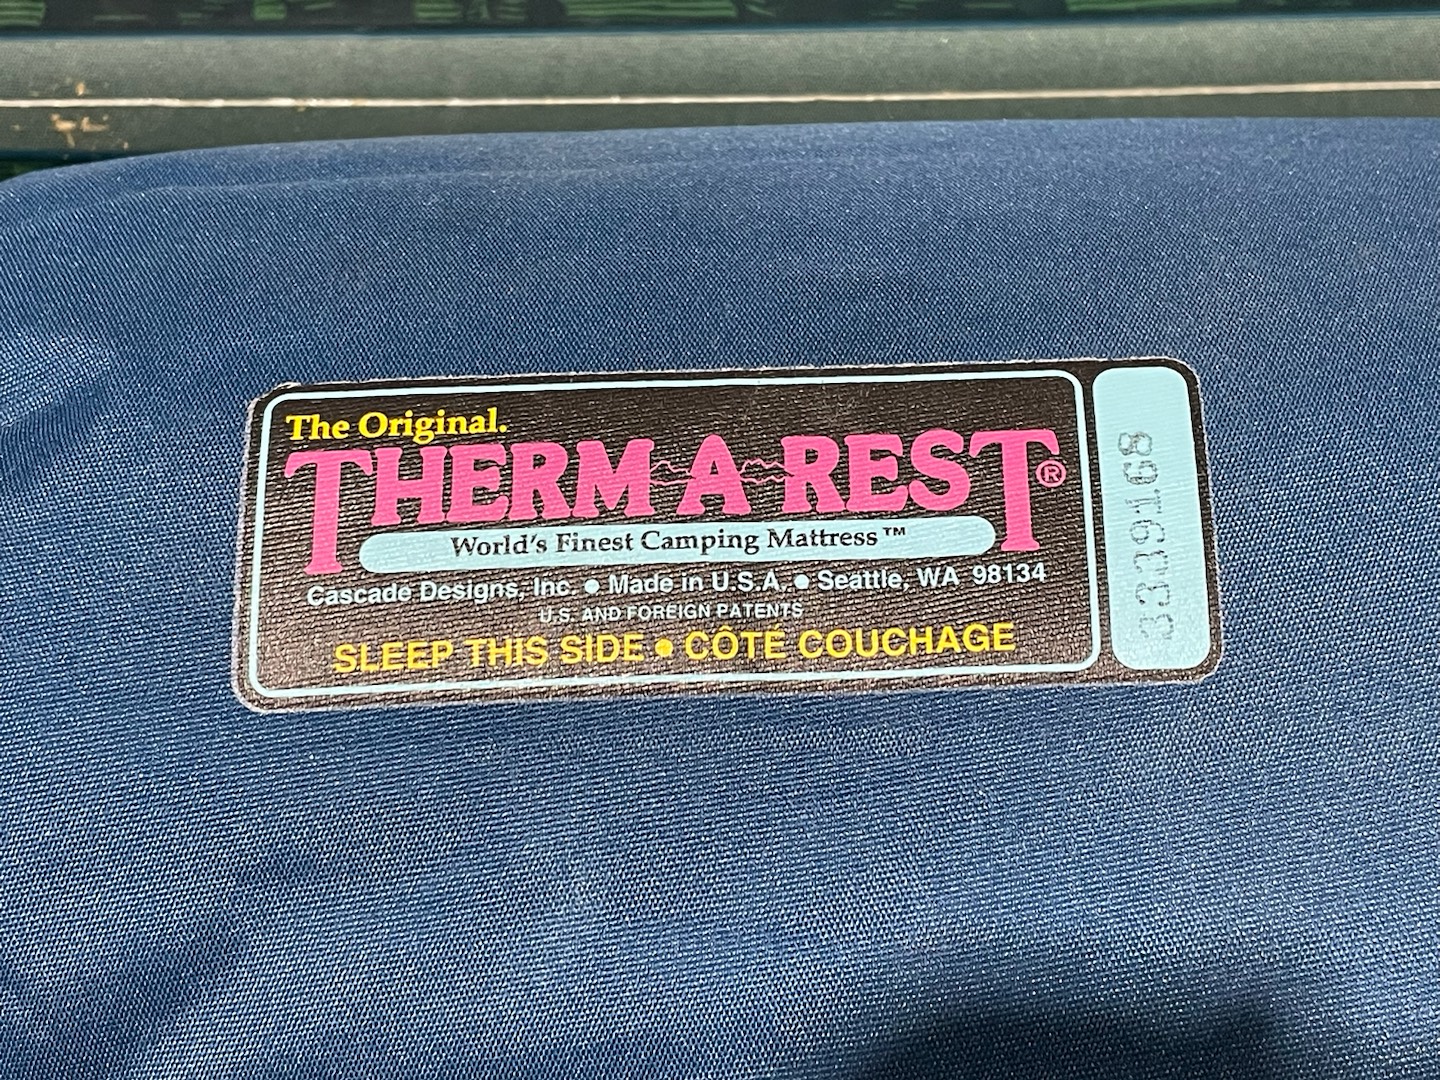 The Original.
THERM-A-REST®
World's Finest Camping Mattress™
Cascade Designs, Inc. • Made in U.S.A. • Seattle, WA 98134
U.S. AND FOREIGN PATENTS
SLEEP THIS SIDE • CÔTÉ COUCHAGE
3339168